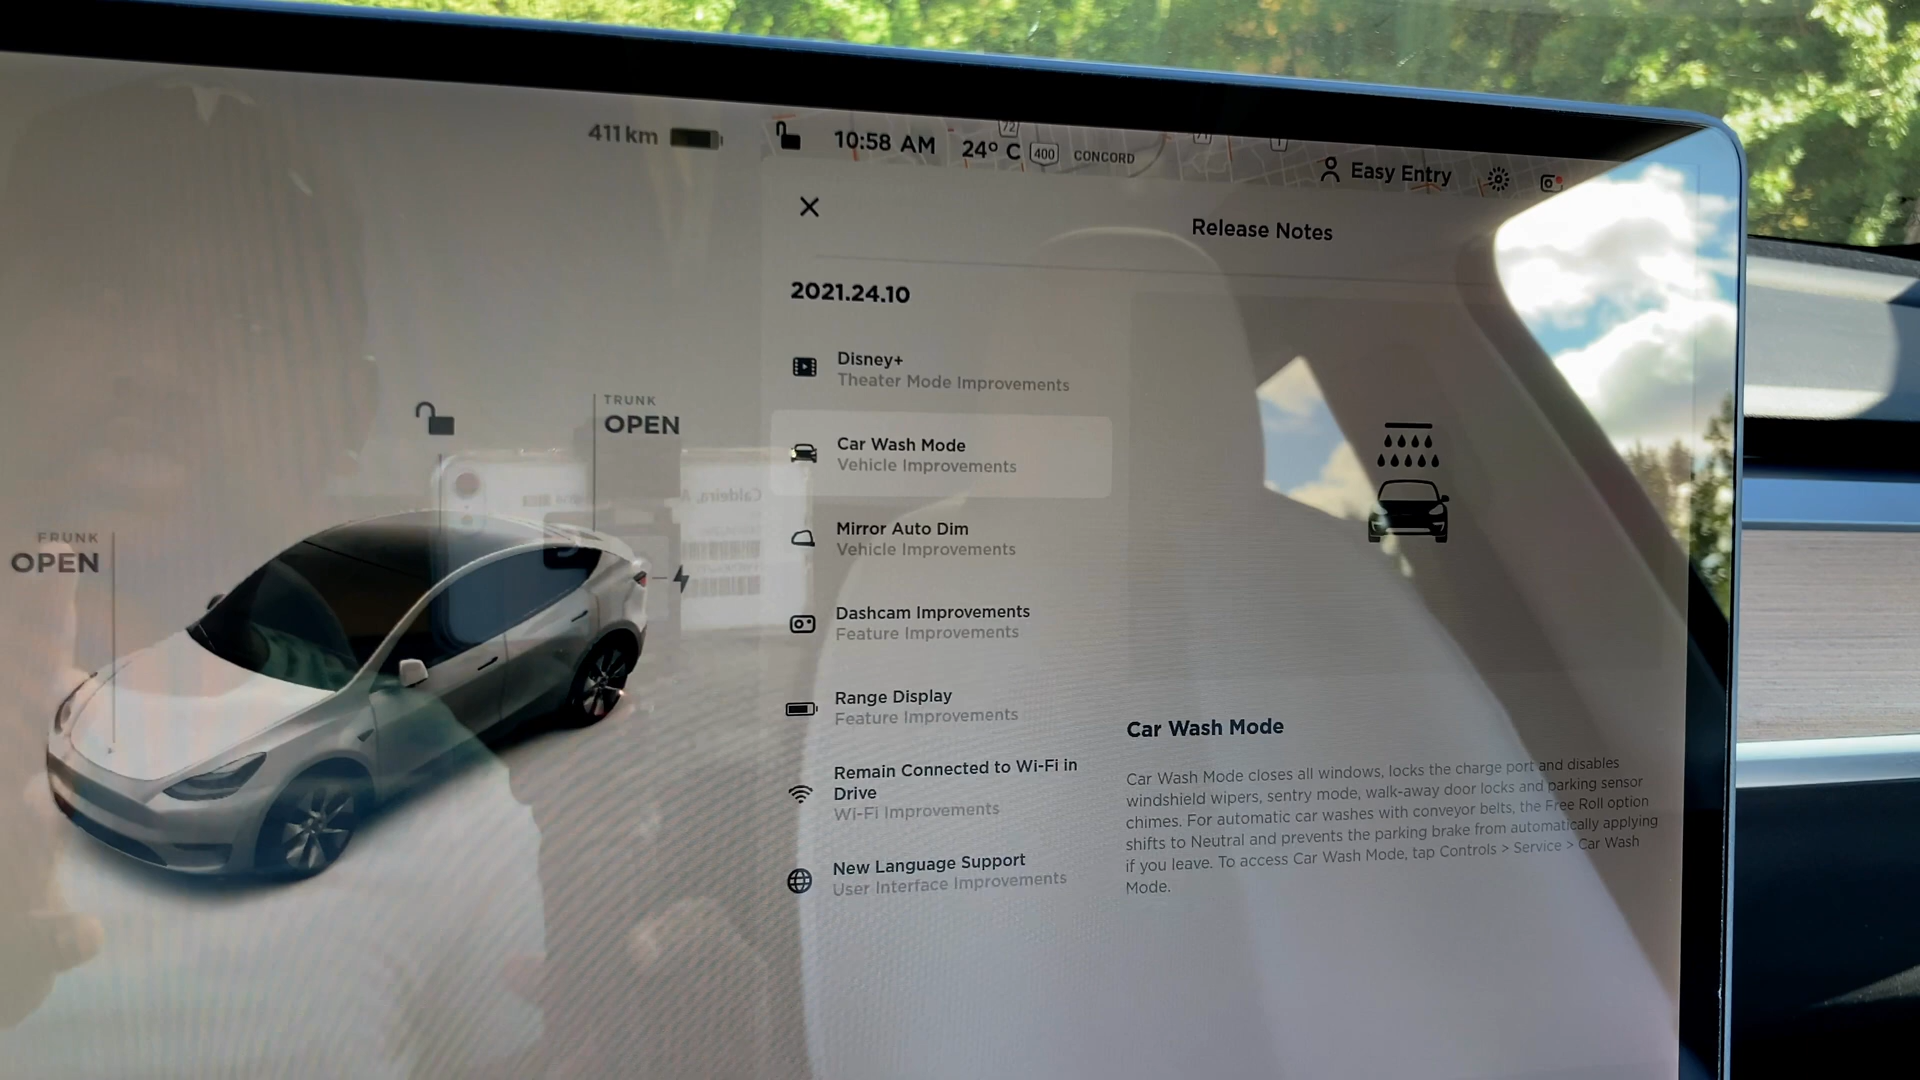 411 km
10:58 AM
24° C
72
400
CONCORD
Easy Entry
Release Notes
2021.24.10
Disney+
Theater Mode Improvements
Car Wash Mode
Vehicle Improvements
Mirror Auto Dim
Vehicle Improvements
Dashcam Improvements
Feature Improvements
Range Display
Feature Improvements
Remain Connected to Wi-Fi in
Drive
Wi-Fi Improvements
New Language Support
User Interface Improvements
TRUNK
OPEN
FRUNK
OPEN
Caldeira, A
Car Wash Mode
Car Wash Mode closes all windows, locks the charge port and disables
windshield wipers, sentry mode, walk-away door locks and parking sensor
chimes. For automatic car washes with conveyor belts, the Free Roll option
shifts to Neutral and prevents the parking brake from automatically applying
if you leave. To access Car Wash Mode, tap Controls > Service > Car Wash
Mode.